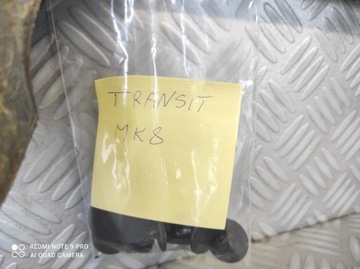 TRANSIT
MK8
REDMI NOTE 9 PRO
AI QUAD CAMERA